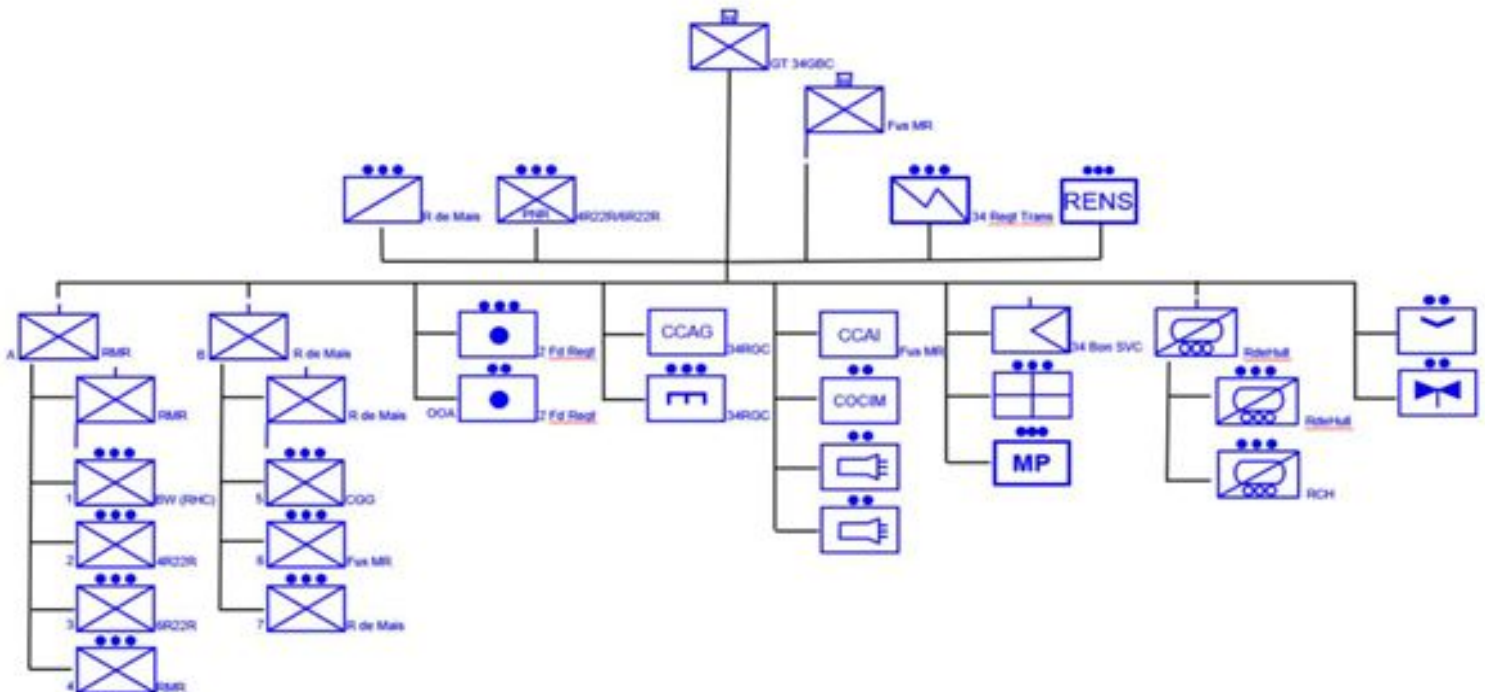 GT 34GBC
Fus MR
R de Mais
PNR
4R22R/6R22R
34 Regt Trans
RENS
A
RMR
B
R de Mais
2 Fd Regt
CCAG
34RGC
CCAI
Fus MR
34 Bon SVC
RdeHull
RMR
R de Mais
OOA
2 Fd Regt
34RGC
COCIM
RdeHull
MP
1
BW (RHC)
5
CGG
RCH
2
4R22R
6
Fus MR
3
6R22R
7
R de Mais
4
RMR